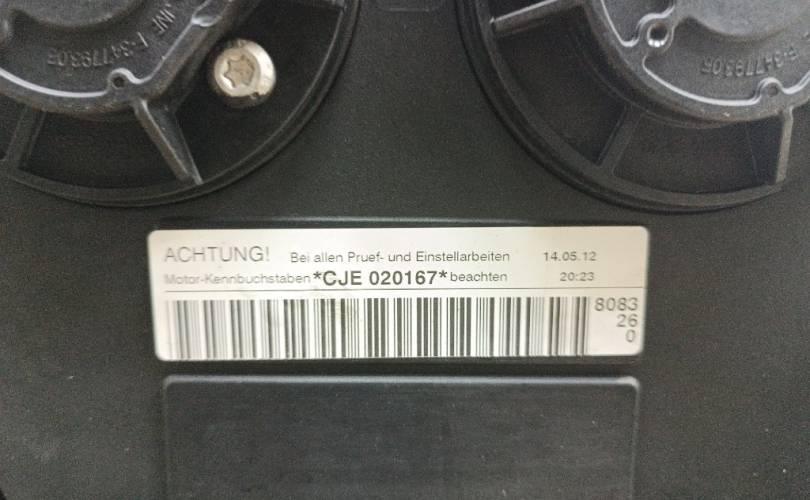 ACHTUNG! Bei allen Pruef- und Einstellarbeiten 14.05.12
Motor-Kennbuchstaben *CJE 020167* beachten 20:23
8083
26
0